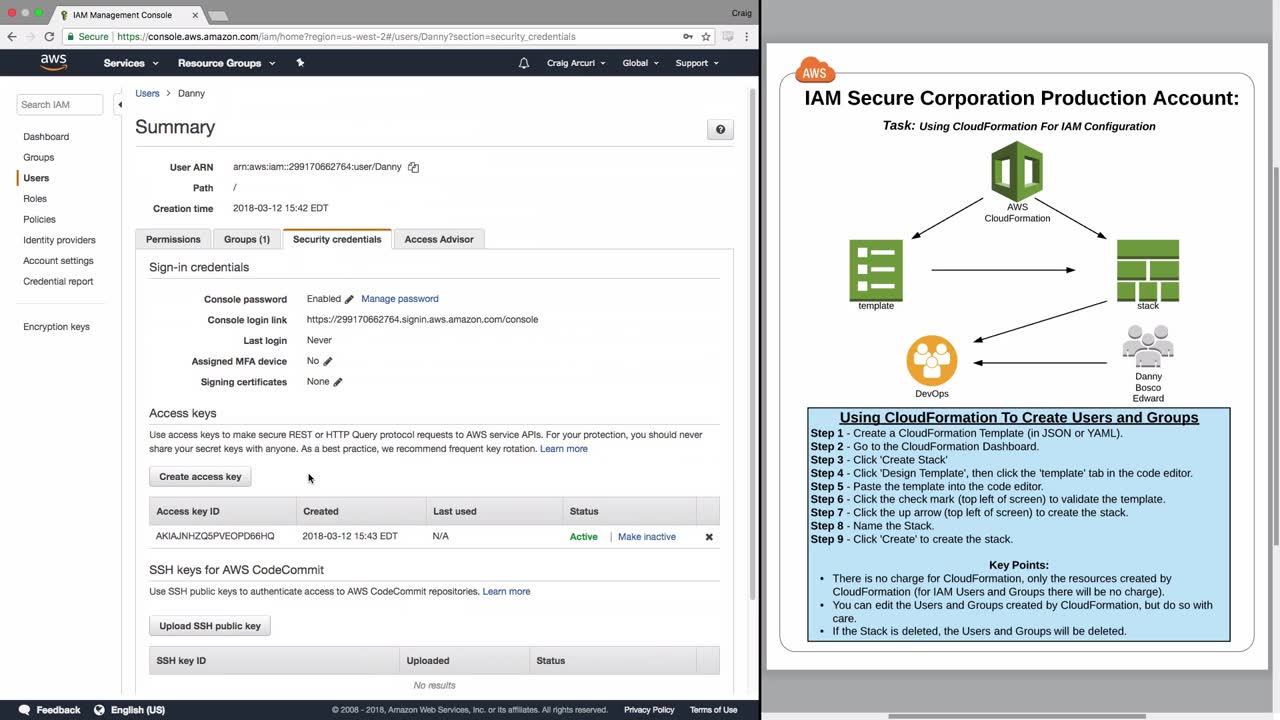 IAM Management Console
Craig
Secure
https://console.aws.amazon.com/iam/home?region=us-west-2#/users/Danny?section=security_credentials
aws
Services
Resource Groups
Craig Arcuri
Global
Support
Search IAM
Dashboard
Groups
Users
Roles
Policies
Identity providers
Account settings
Credential report
Encryption keys
Users > Danny
Summary
User ARN arn:aws:iam::299170662764:user/Danny
Path /
Creation time 2018-03-12 15:42 EDT
Permissions
Groups (1)
Security credentials
Access Advisor
Sign-in credentials
Console password Enabled Manage password
Console login link https://299170662764.signin.aws.amazon.com/console
Last login Never
Assigned MFA device No
Signing certificates None
Access keys
Use access keys to make secure REST or HTTP Query protocol requests to AWS service APIs. For your protection, you should never
share your secret keys with anyone. As a best practice, we recommend frequent key rotation. Learn more
Create access key
Access key ID Created Last used Status
AKIAJNHZQ5PVEOPD66HQ 2018-03-12 15:43 EDT N/A Active | Make inactive
SSH keys for AWS CodeCommit
Use SSH public keys to authenticate access to AWS CodeCommit repositories. Learn more
Upload SSH public key
SSH key ID Uploaded Status
No results
Feedback
English (US)
© 2008 - 2018, Amazon Web Services, Inc. or its affiliates. All rights reserved.
Privacy Policy
Terms of Use
AWS
IAM Secure Corporation Production Account:
Task: Using CloudFormation For IAM Configuration
AWS
CloudFormation
template
stack
DevOps
Danny
Bosco
Edward
Using CloudFormation To Create Users and Groups
Step 1 - Create a CloudFormation Template (in JSON or YAML).
Step 2 - Go to the CloudFormation Dashboard.
Step 3 - Click 'Create Stack'
Step 4 - Click 'Design Template', then click the 'template' tab in the code editor.
Step 5 - Paste the template into the code editor.
Step 6 - Click the check mark (top left of screen) to validate the template.
Step 7 - Click the up arrow (top left of screen) to create the stack.
Step 8 - Name the Stack.
Step 9 - Click 'Create' to create the stack.
Key Points:
• There is no charge for CloudFormation, only the resources created by
CloudFormation (for IAM Users and Groups there will be no charge).
• You can edit the Users and Groups created by CloudFormation, but do so with
care.
• If the Stack is deleted, the Users and Groups will be deleted.